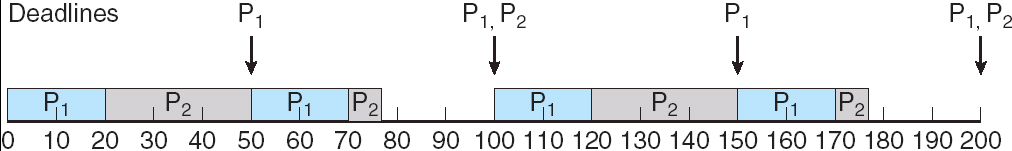 Deadlines P₁ P₁, P₂ P₁ P₁, P₂
P₁ P₂ P₁ P₂ P₁ P₂ P₁ P₂
0 10 20 30 40 50 60 70 80 90 100 110 120 130 140 150 160 170 180 190 200